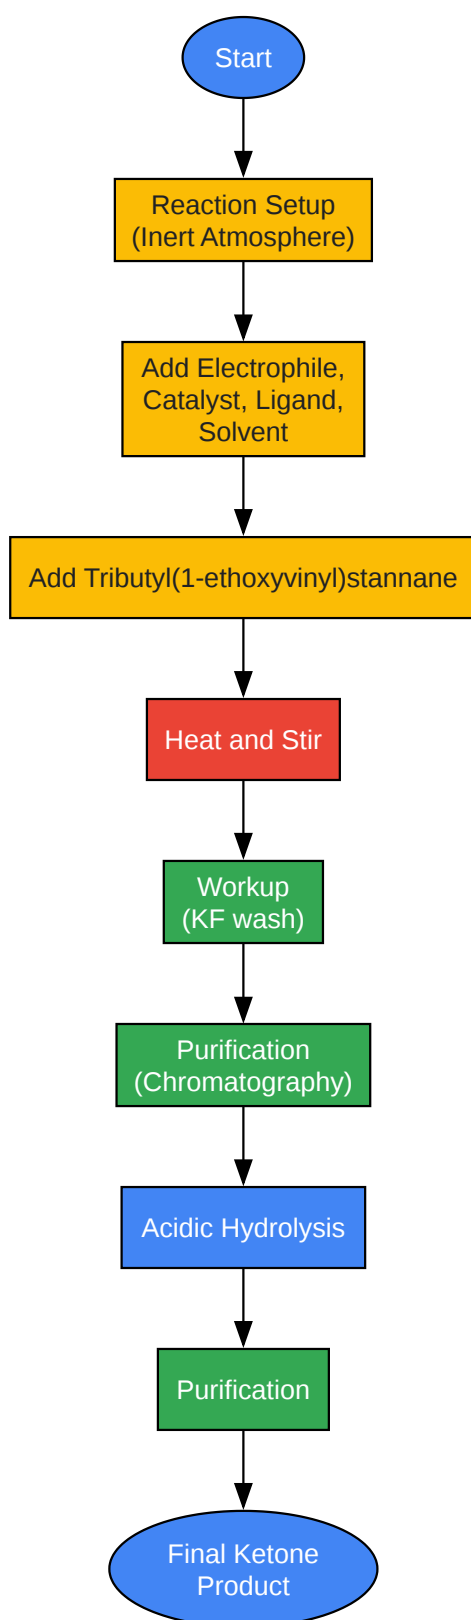 Start
Reaction Setup
(Inert Atmosphere)
Add Electrophile,
Catalyst, Ligand,
Solvent
Add Tributyl(1-ethoxyvinyl)stannane
Heat and Stir
Workup
(KF wash)
Purification
(Chromatography)
Acidic Hydrolysis
Purification
Final Ketone
Product